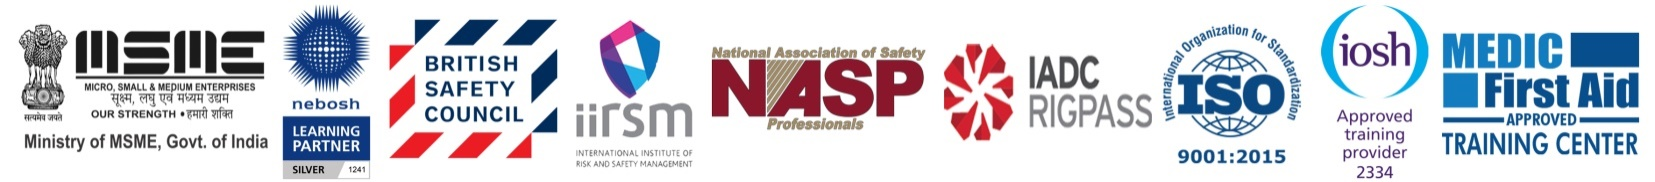 सत्यमेव जयते
MSME
MICRO, SMALL & MEDIUM ENTERPRISES
सूक्ष्म, लघु एवं मध्यम उद्यम
OUR STRENGTH • हमारी शक्ति
Ministry of MSME, Govt. of India
nebosh
LEARNING
PARTNER
SILVER 1241
BRITISH
SAFETY
COUNCIL
iirsm
INTERNATIONAL INSTITUTE OF
RISK AND SAFETY MANAGEMENT
National Association of Safety
NASP
Professionals
IADC
RIGPASS
International Organization for Standardization
ISO
9001:2015
iosh
Approved
training
provider
2334
MEDIC
First Aid
APPROVED
TRAINING CENTER